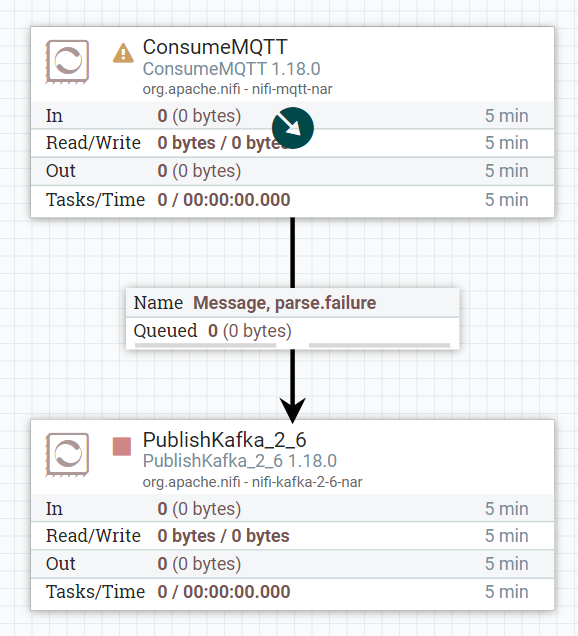 ConsumeMQTT
ConsumeMQTT 1.18.0
org.apache.nifi - nifi-mqtt-nar
In 0 (0 bytes) 5 min
Read/Write 0 bytes / 0 bytes 5 min
Out 0 (0 bytes) 5 min
Tasks/Time 0 / 00:00:00.000 5 min
Name Message, parse.failure
Queued 0 (0 bytes)
PublishKafka_2_6
PublishKafka_2_6 1.18.0
org.apache.nifi - nifi-kafka-2-6-nar
In 0 (0 bytes) 5 min
Read/Write 0 bytes / 0 bytes 5 min
Out 0 (0 bytes) 5 min
Tasks/Time 0 / 00:00:00.000 5 min